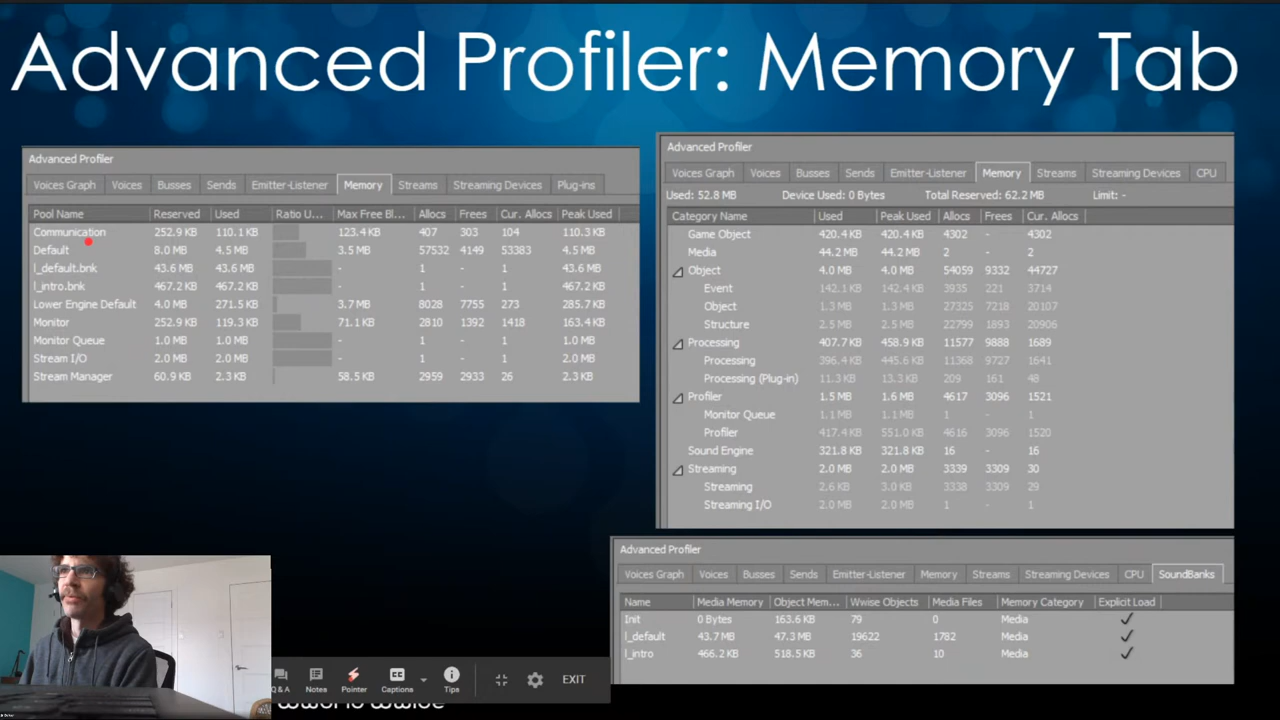 Advanced Profiler: Memory Tab
Advanced Profiler
Voices Graph Voices Busses Sends Emitter-Listener Memory Streams Streaming Devices Plug-ins
Pool Name Reserved Used Ratio U... Max Free Bl... Allocs Frees Cur. Allocs Peak Used
Communication 252.9 KB 110.1 KB 123.4 KB 407 303 104 110.3 KB
Default 8.0 MB 4.5 MB 3.5 MB 57532 4149 53383 4.5 MB
l_default.bnk 43.6 MB 43.6 MB - 1 - 1 43.6 MB
l_intro.bnk 467.2 KB 467.2 KB - 1 - 1 467.2 KB
Lower Engine Default 4.0 MB 271.5 KB 3.7 MB 8028 7755 273 285.7 KB
Monitor 252.9 KB 119.3 KB 71.1 KB 2810 1392 1418 163.4 KB
Monitor Queue 1.0 MB 1.0 MB - 1 - 1 1.0 MB
Stream I/O 2.0 MB 2.0 MB - 1 - 1 2.0 MB
Stream Manager 60.9 KB 2.3 KB 58.5 KB 2959 2933 26 2.3 KB
Advanced Profiler
Voices Graph Voices Busses Sends Emitter-Listener Memory Streams Streaming Devices CPU
Used: 52.8 MB Device Used: 0 Bytes Total Reserved: 62.2 MB Limit: -
Category Name Used Peak Used Allocs Frees Cur. Allocs
Game Object 420.4 KB 420.4 KB 4302 - 4302
Media 44.2 MB 44.2 MB 2 - 2
Object 4.0 MB 4.0 MB 54059 9332 44727
Event 142.1 KB 142.4 KB 3935 221 3714
Object 1.3 MB 1.3 MB 27325 7218 20107
Structure 2.5 MB 2.5 MB 22799 1893 20906
Processing 407.7 KB 458.9 KB 11577 9888 1689
Processing 396.4 KB 445.6 KB 11368 9727 1641
Processing (Plug-in) 11.3 KB 13.3 KB 209 161 48
Profiler 1.5 MB 1.6 MB 4617 3096 1521
Monitor Queue 1.1 MB 1.1 MB 1 - 1
Profiler 417.4 KB 551.0 KB 4616 3096 1520
Sound Engine 321.8 KB 321.8 KB 16 - 16
Streaming 2.0 MB 2.0 MB 3339 3309 30
Streaming 2.6 KB 3.0 KB 3338 3309 29
Streaming I/O 2.0 MB 2.0 MB 1 - 1
Advanced Profiler
Voices Graph Voices Busses Sends Emitter-Listener Memory Streams Streaming Devices CPU SoundBanks
Name Media Memory Object Mem... Wwise Objects Media Files Memory Category Explicit Load
Init 0 Bytes 163.6 KB 79 0 Media
l_default 43.7 MB 47.3 MB 19622 1782 Media
l_intro 466.2 KB 518.5 KB 36 10 Media
Q & A Notes Pointer Captions Tips EXIT